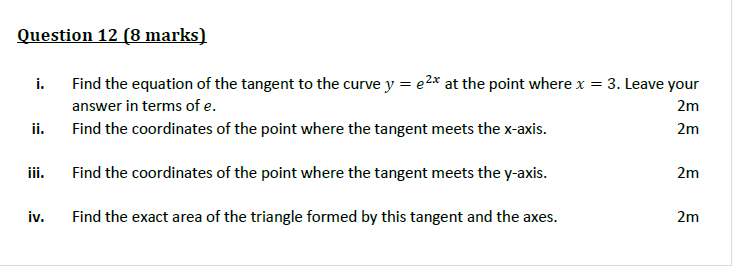 Question 12 (8 marks)
i. Find the equation of the tangent to the curve y = e²ˣ at the point where x = 3. Leave your
answer in terms of e. 2m
ii. Find the coordinates of the point where the tangent meets the x-axis. 2m
iii. Find the coordinates of the point where the tangent meets the y-axis. 2m
iv. Find the exact area of the triangle formed by this tangent and the axes. 2m